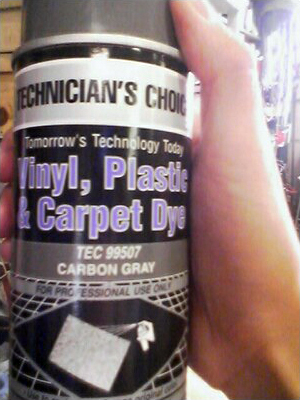 TECHNICIAN'S CHOIC
Tomorrow's Technology Today
Vinyl, Plastic
& Carpet Dye
TEC 99507
CARBON GRAY
FOR PROFESSIONAL USE ONLY